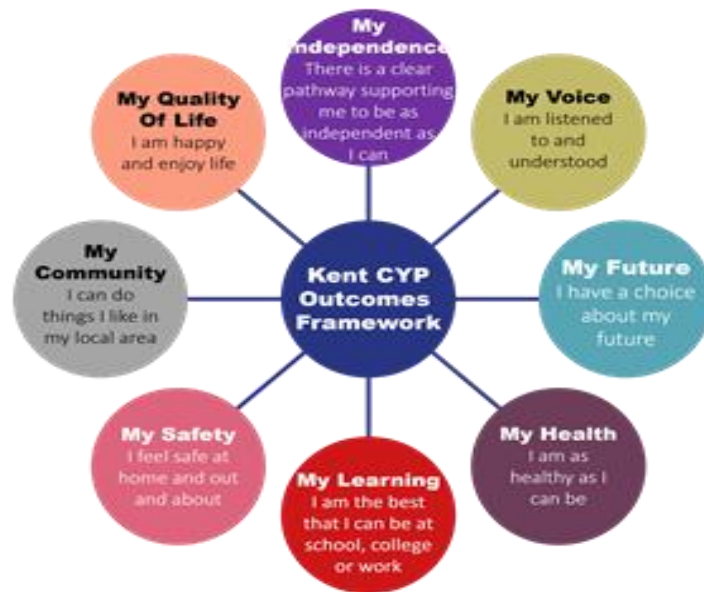 My
Independence
There is a clear
pathway supporting
me to be as
independent as
I can
My Voice
I am listened
to and
understood
My Future
I have a choice
about my
future
My Health
I am as
healthy as I
can be
My Learning
I am the best
that I can be at
school, college
or work
My Safety
I feel safe at
home and out
and about
My
Community
I can do
things I like in
my local area
My Quality
Of Life
I am happy
and enjoy life
Kent CYP
Outcomes
Framework